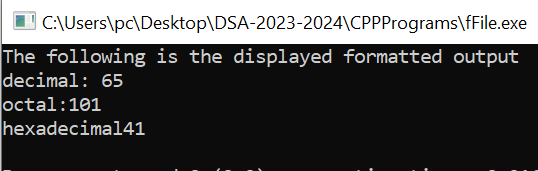 C:\Users\pc\Desktop\DSA-2023-2024\CPPPrograms\fFile.exe
The following is the displayed formatted output
decimal: 65
octal:101
hexadecimal41